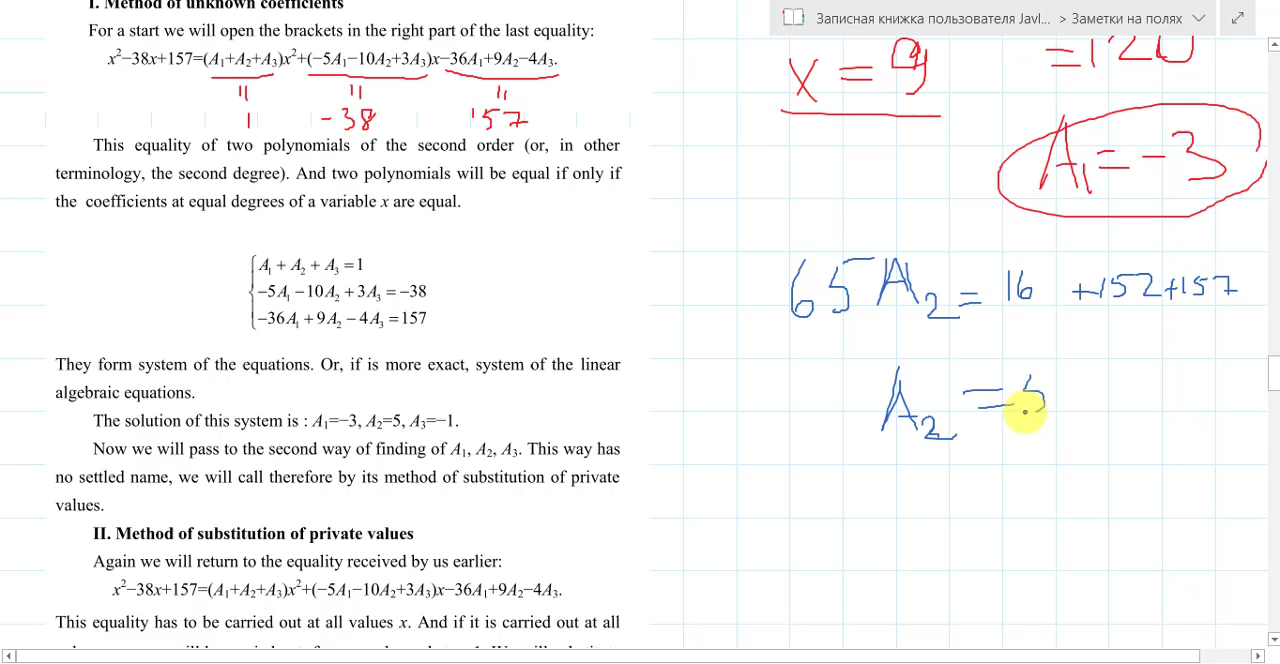 I. Method of unknown coefficients
For a start we will open the brackets in the right part of the last equality:
x²−38x+157=(A₁+A₂+A₃)x²+(−5A₁−10A₂+3A₃)x−36A₁+9A₂−4A₃.
= = =
1 -38 157
This equality of two polynomials of the second order (or, in other
terminology, the second degree). And two polynomials will be equal if only if
the coefficients at equal degrees of a variable x are equal.
A₁ + A₂ + A₃ = 1
−5A₁ −10A₂ + 3A₃ = −38
−36A₁ + 9A₂ − 4A₃ = 157
They form system of the equations. Or, if is more exact, system of the linear
algebraic equations.
The solution of this system is : A₁=−3, A₂=5, A₃=−1.
Now we will pass to the second way of finding of A₁, A₂, A₃. This way has
no settled name, we will call therefore by its method of substitution of private
values.
II. Method of substitution of private values
Again we will return to the equality received by us earlier:
x²−38x+157=(A₁+A₂+A₃)x²+(−5A₁−10A₂+3A₃)x−36A₁+9A₂−4A₃.
This equality has to be carried out at all values x. And if it is carried out at all
Записная книжка пользователя Javl... > Заметки на полях
x = 9
=120
A₁ = -3
65A₂ = 16 +152+157
A₂ =